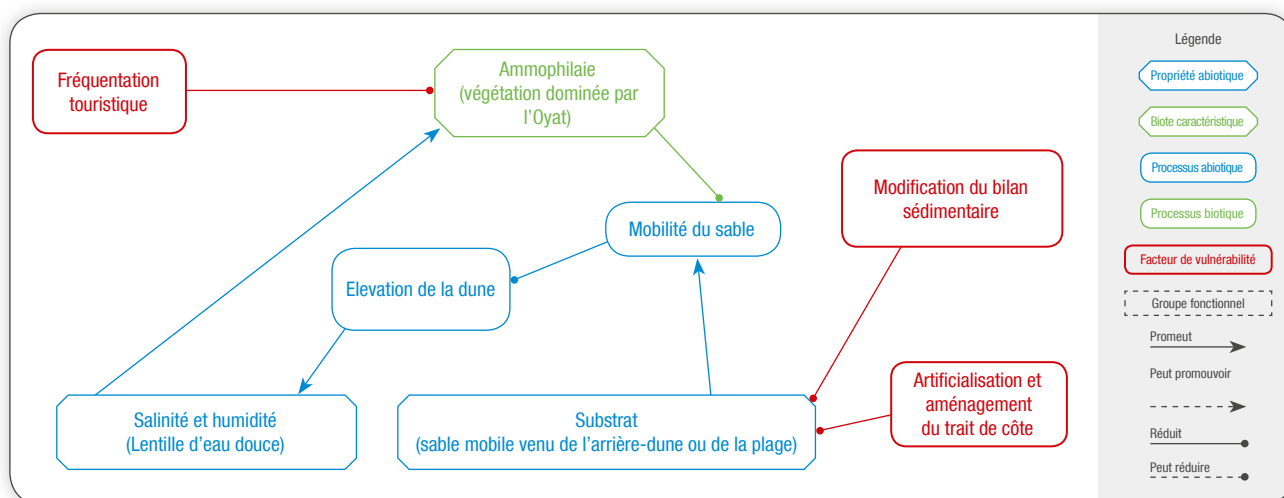 Fréquentation
touristique
Ammophilaie
(végétation dominée par
l'Oyat)
Modification du bilan
sédimentaire
Mobilité du sable
Elevation de la dune
Salinité et humidité
(Lentille d'eau douce)
Substrat
(sable mobile venu de l'arrière-dune ou de la plage)
Artificialisation et
aménagement
du trait de côte
Légende
Propriété abiotique
Biote caractéristique
Processus abiotique
Processus biotique
Facteur de vulnérabilité
Groupe fonctionnel
Promeut
Peut promouvoir
Réduit
Peut réduire